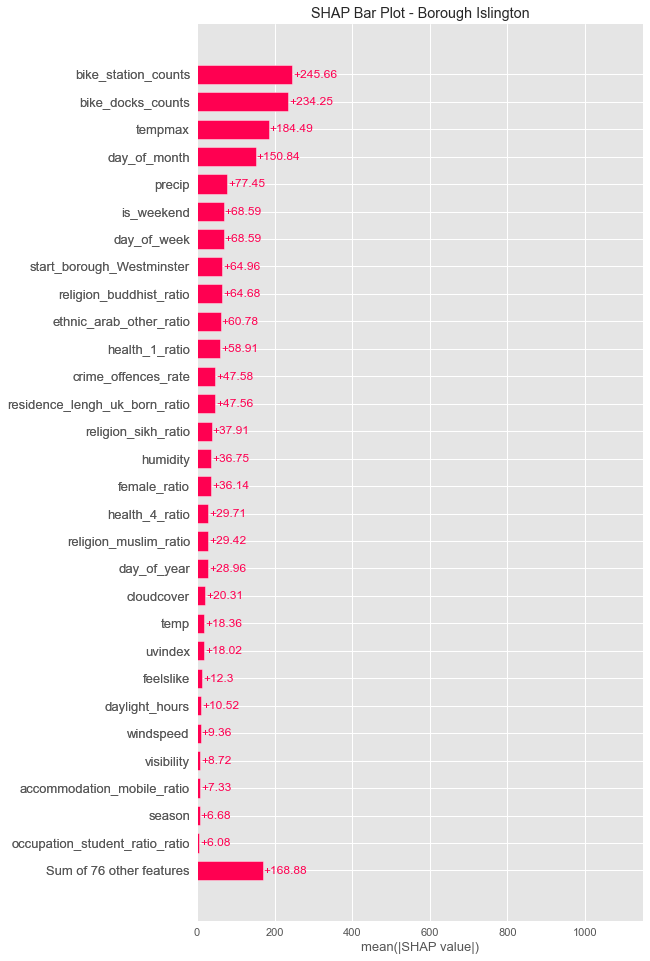 SHAP Bar Plot - Borough Islington
bike_station_counts +245.66
bike_docks_counts +234.25
tempmax +184.49
day_of_month +150.84
precip +77.45
is_weekend +68.59
day_of_week +68.59
start_borough_Westminster +64.96
religion_buddhist_ratio +64.68
ethnic_arab_other_ratio +60.78
health_1_ratio +58.91
crime_offences_rate +47.58
residence_lengh_uk_born_ratio +47.56
religion_sikh_ratio +37.91
humidity +36.75
female_ratio +36.14
health_4_ratio +29.71
religion_muslim_ratio +29.42
day_of_year +28.96
cloudcover +20.31
temp +18.36
uvindex +18.02
feelslike +12.3
daylight_hours +10.52
windspeed +9.36
visibility +8.72
accommodation_mobile_ratio +7.33
season +6.68
occupation_student_ratio_ratio +6.08
Sum of 76 other features +168.88
0 200 400 600 800 1000
mean(|SHAP value|)